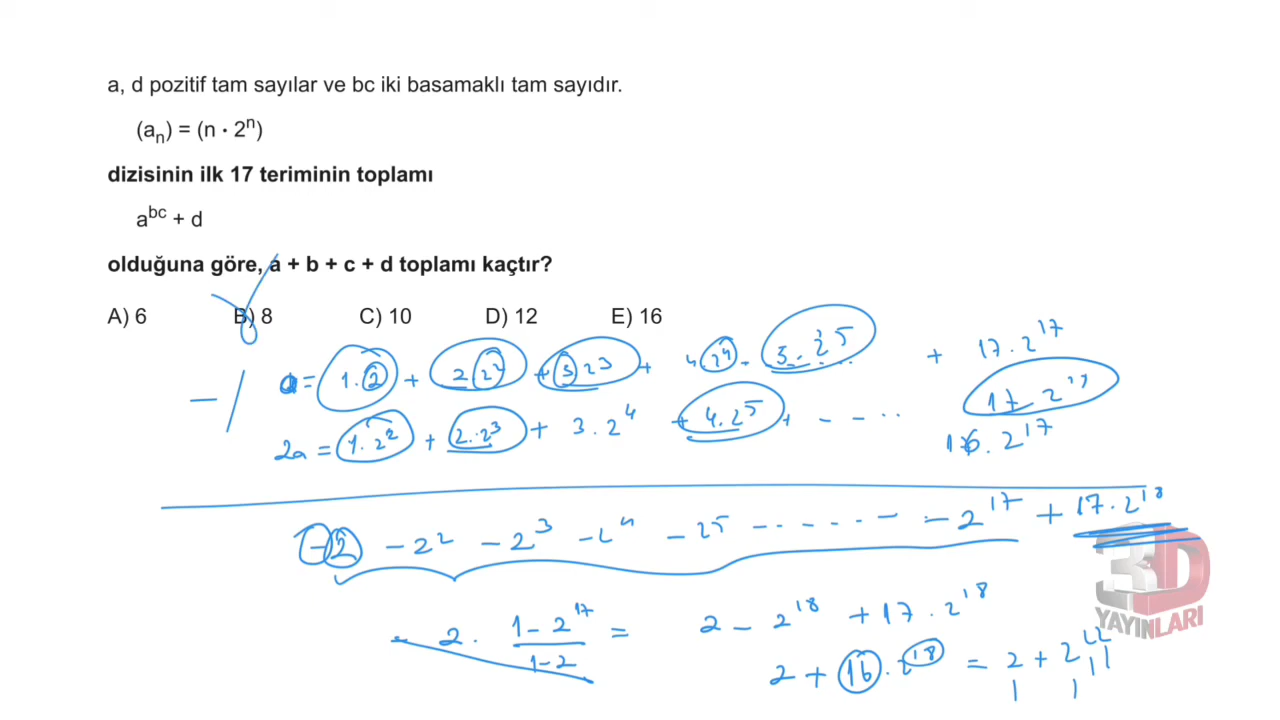 a, d pozitif tam sayılar ve bc iki basamaklı tam sayıdır.
(aₙ) = (n · 2ⁿ)
dizisinin ilk 17 teriminin toplamı
a^bc + d
olduğuna göre, a + b + c + d toplamı kaçtır?
A) 6 B) 8 C) 10 D) 12 E) 16
a = 1.2 + 2 2² + 3 2³ + 4 2⁴ 5.2⁵ ... + 17.2¹⁷
2a = 1.2² + 2.2³ + 3.2⁴ + 4.2⁵ + - - .. 16.2¹⁷ 17.2¹⁸
-2 - 2² - 2³ - 2⁴ - 2⁵ - - - - - - - 2¹⁷ + 17.2¹⁸
- 2. (1-2¹⁷)/(1-2) = 2 - 2¹⁸ + 17.2¹⁸
2 + 16.2¹⁸ = 2 + 2²²
3D
YAYINLARI